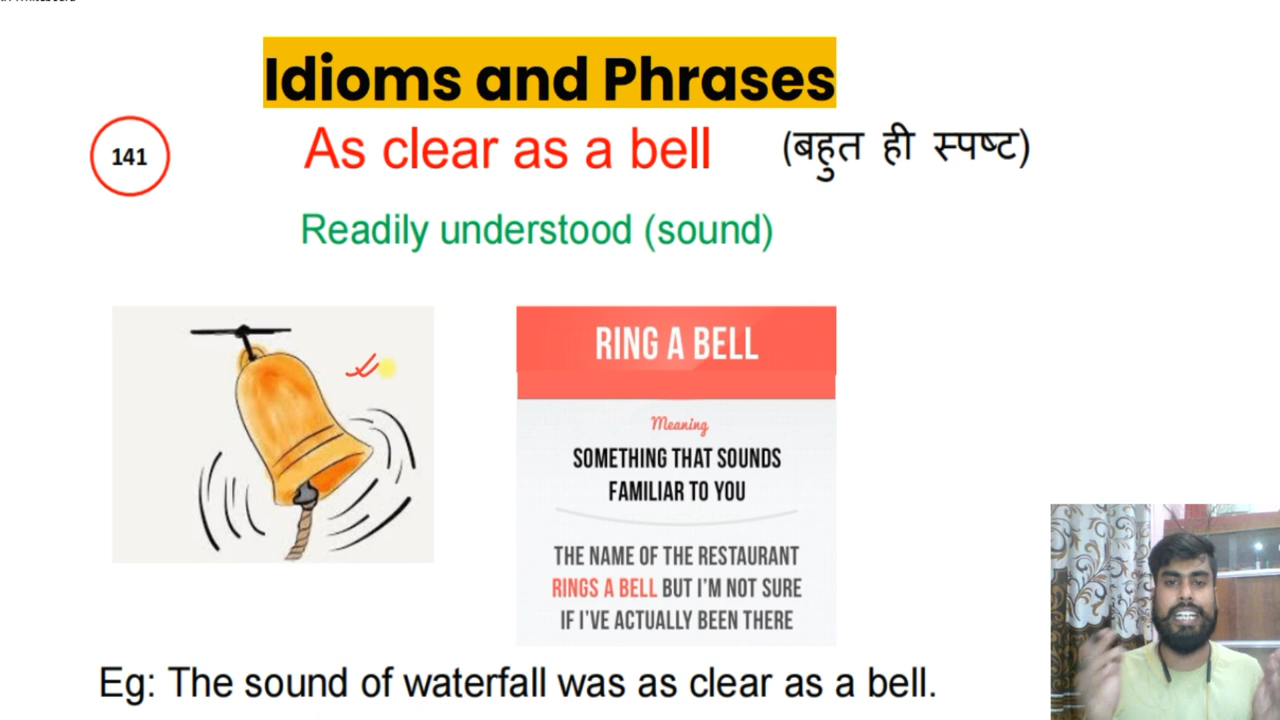 Idioms and Phrases
141
As clear as a bell (बहुत ही स्पष्ट)
Readily understood (sound)
RING A BELL
Meaning
SOMETHING THAT SOUNDS
FAMILIAR TO YOU
THE NAME OF THE RESTAURANT
RINGS A BELL BUT I'M NOT SURE
IF I'VE ACTUALLY BEEN THERE
Eg: The sound of waterfall was as clear as a bell.